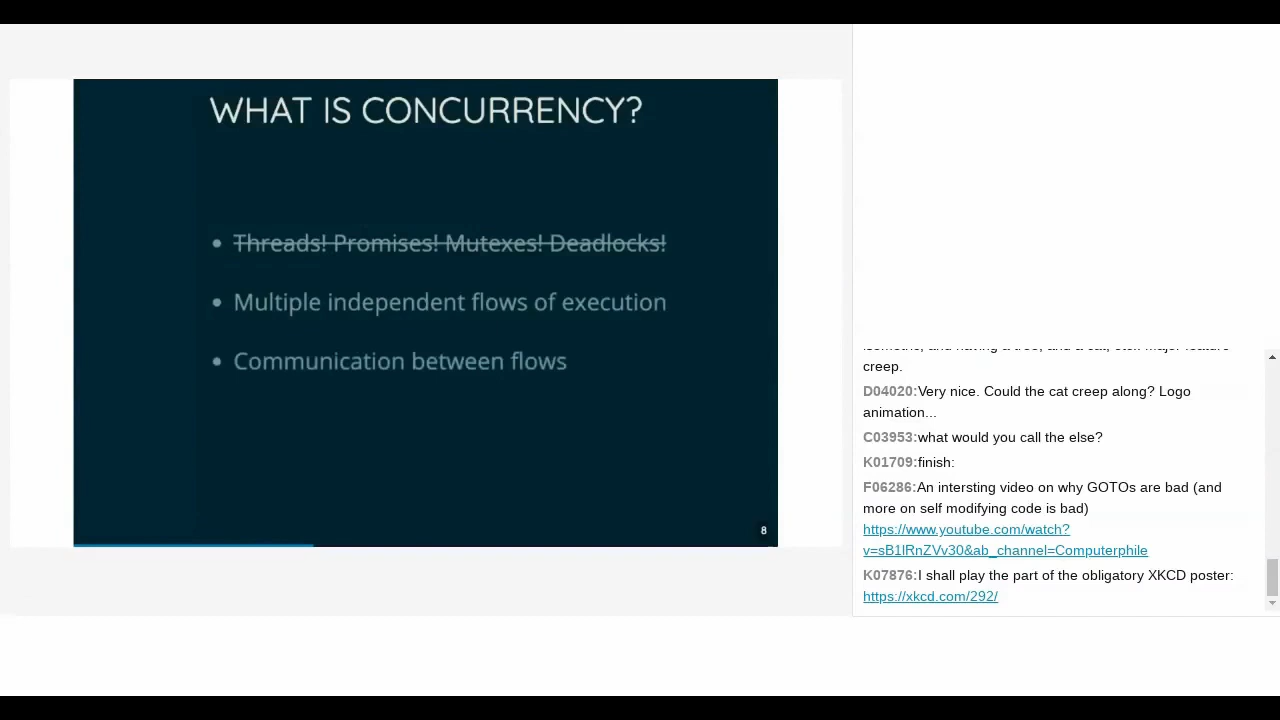 WHAT IS CONCURRENCY?
Threads! Promises! Mutexes! Deadlocks!
Multiple independent flows of execution
Communication between flows
8
creep.
D04020:Very nice. Could the cat creep along? Logo
animation...
C03953:what would you call the else?
K01709:finish:
F06286:An intersting video on why GOTOs are bad (and
more on self modifying code is bad)
https://www.youtube.com/watch?
v=sB1lRnZVv30&ab_channel=Computerphile
K07876:I shall play the part of the obligatory XKCD poster:
https://xkcd.com/292/